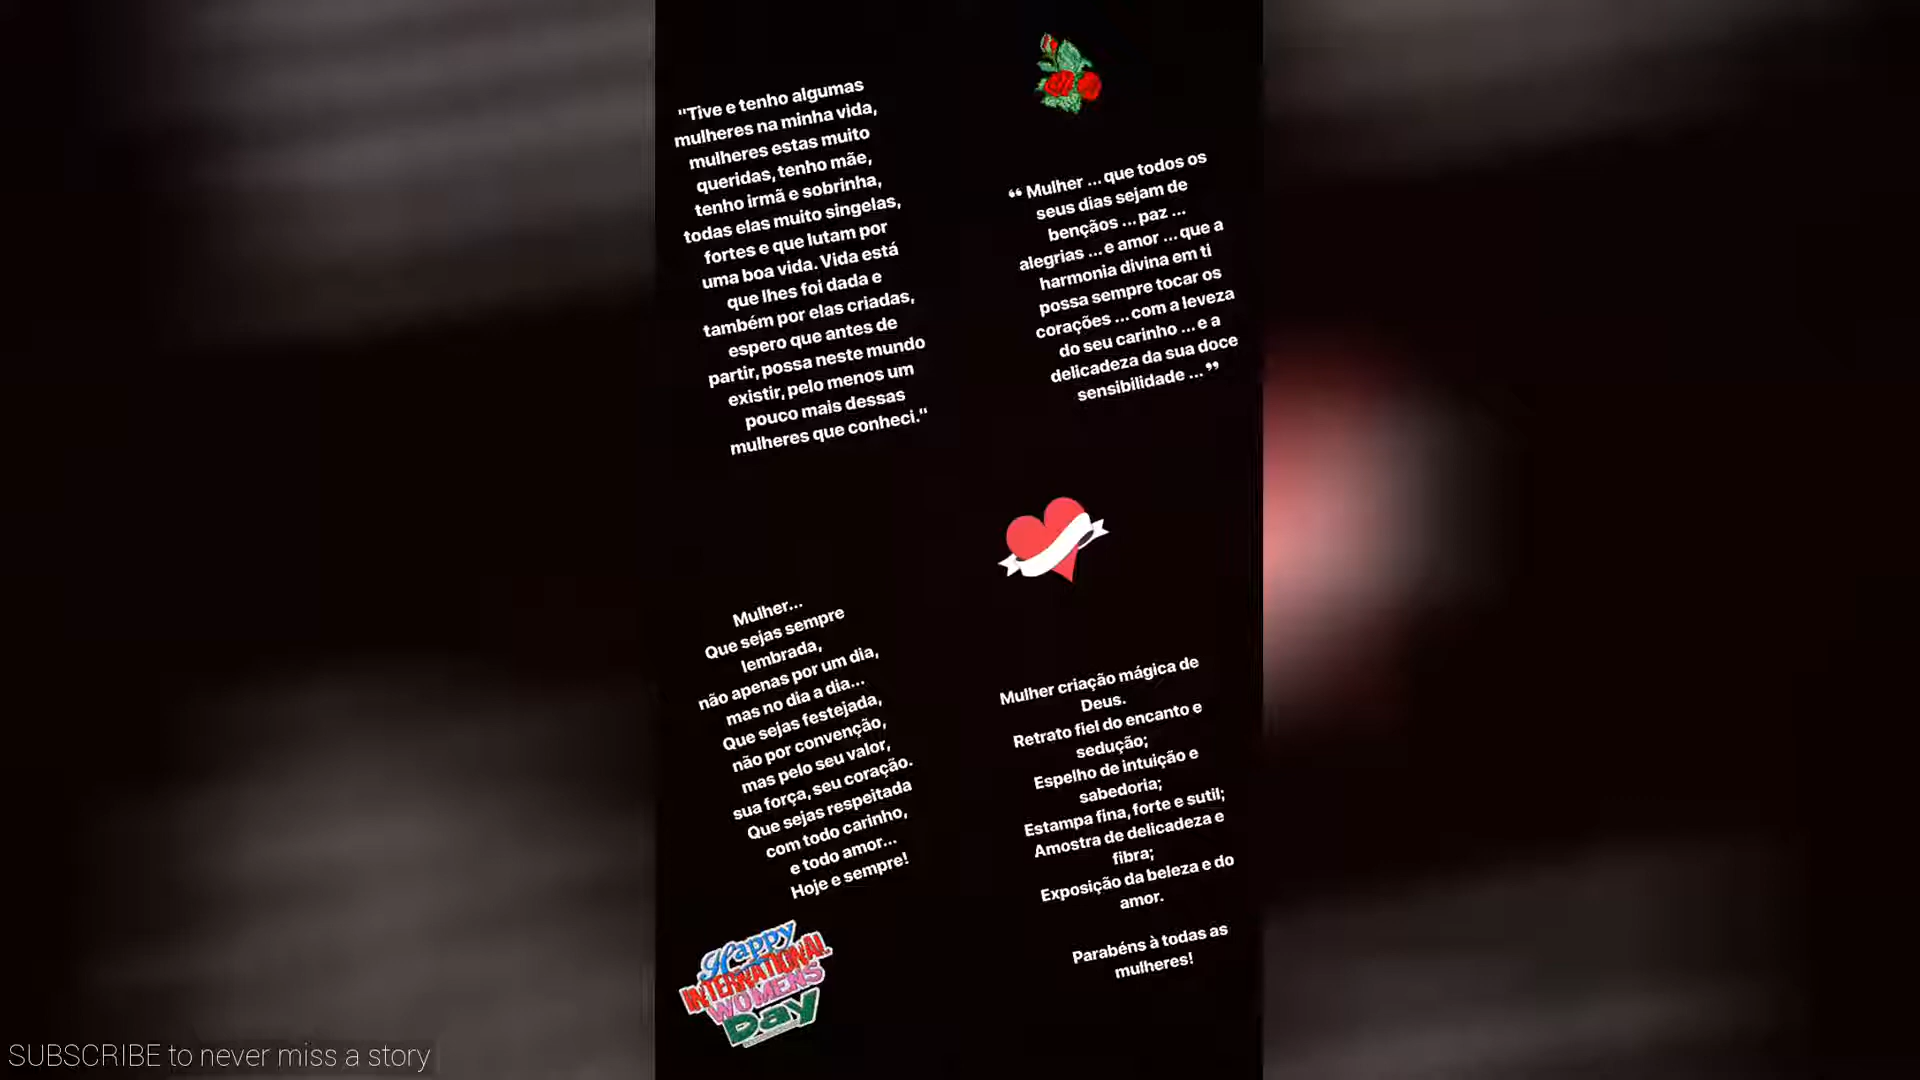 "Tive e tenho algumas
mulheres na minha vida,
mulheres estas muito
queridas, tenho mãe,
tenho irmã e sobrinha,
todas elas muito singelas,
fortes e que lutam por
uma boa vida. Vida está
que lhes foi dada e
também por elas criadas,
espero que antes de
partir, possa neste mundo
existir, pelo menos um
pouco mais dessas
mulheres que conheci."
“ Mulher ... que todos os
seus dias sejam de
bençãos ... paz ...
alegrias ... e amor ... que a
harmonia divina em ti
possa sempre tocar os
corações ... com a leveza
do seu carinho ... e a
delicadeza da sua doce
sensibilidade ... ”
Mulher...
Que sejas sempre
lembrada,
não apenas por um dia,
mas no dia a dia...
Que sejas festejada,
não por convenção,
mas pelo seu valor,
sua força, seu coração.
Que sejas respeitada
com todo carinho,
e todo amor...
Hoje e sempre!
Mulher criação mágica de
Deus.
Retrato fiel do encanto e
sedução;
Espelho de intuição e
sabedoria;
Estampa fina, forte e sutil;
Amostra de delicadeza e
fibra;
Exposição da beleza e do
amor.
Parabéns à todas as
mulheres!
Happy
INTERNATIONAL
WOMENS
Day
SUBSCRIBE to never miss a story